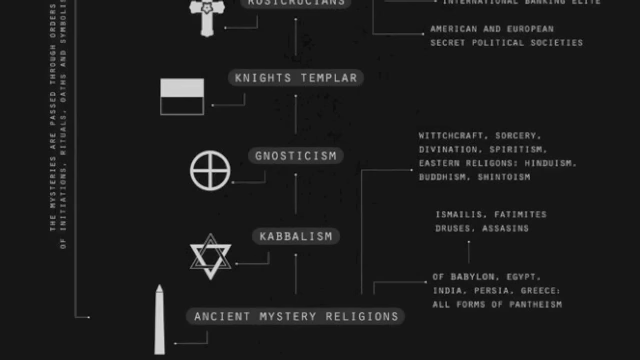 ROSICRUCIANS
INTERNATIONAL BANKING ELITE
AMERICAN AND EUROPEAN
SECRET POLITICAL SOCIETIES
KNIGHTS TEMPLAR
THE MYSTERIES ARE PASSED THROUGH ORDERS
OF INITIATIONS, RITUALS, OATHS AND SYMBOLIS
GNOSTICISM
WITTCHCRAFT, SORCERY,
DIVINATION, SPIRITISM,
EASTERN RELIGONS: HINDUISM,
BUDDHISM, SHINTOISM
KABBALISM
ISMAILIS, FATIMITES
DRUSES, ASSASINS
OF BABYLON, EGYPT,
INDIA, PERSIA, GREECE:
ALL FORMS OF PANTHEISM
ANCIENT MYSTERY RELIGIONS